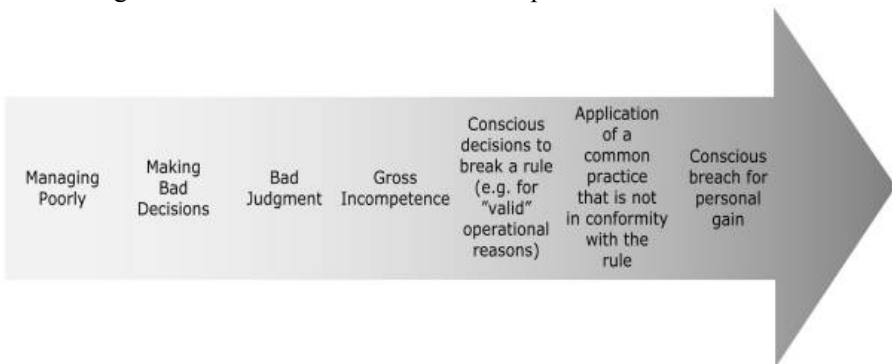 Managing
Poorly
Making
Bad
Decisions
Bad
Judgment
Gross
Incompetence
Conscious
decisions to
break a rule
(e.g. for
"valid"
operational
reasons)
Application
of a
common
practice
that is not
in conformity
with the
rule
Conscious
breach for
personal
gain